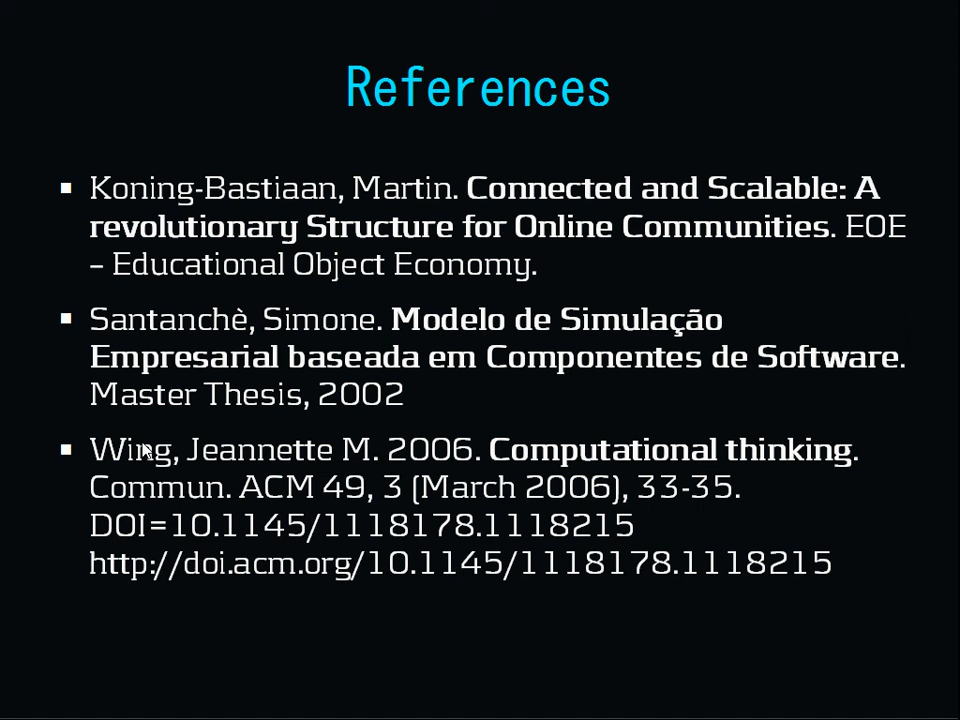 References
▪ Koning-Bastiaan, Martin. Connected and Scalable: A
revolutionary Structure for Online Communities. EOE
– Educational Object Economy.
▪ Santanchè, Simone. Modelo de Simulação
Empresarial baseada em Componentes de Software.
Master Thesis, 2002
▪ Wing, Jeannette M. 2006. Computational thinking.
Commun. ACM 49, 3 (March 2006), 33-35.
DOI=10.1145/1118178.1118215
http://doi.acm.org/10.1145/1118178.1118215